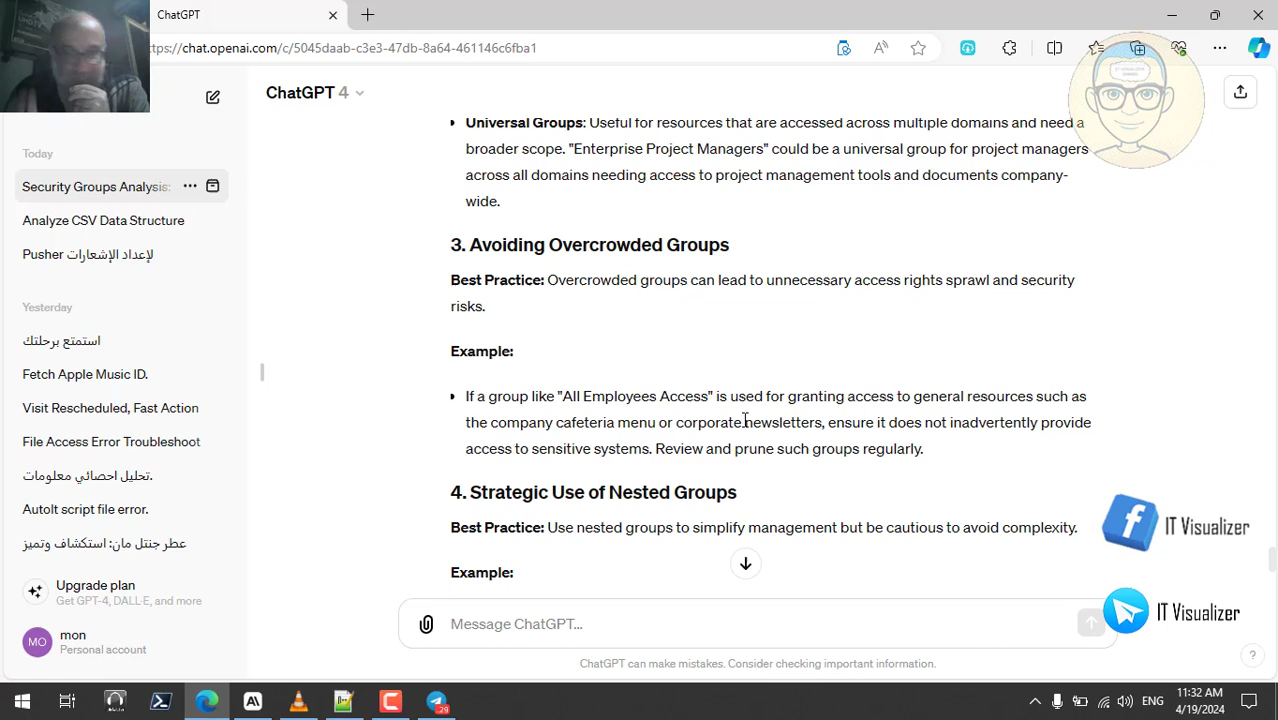 ChatGPT
ttps://chat.openai.com/c/5045daab-c3e3-47db-8a64-461146c6fba1
IT VISUALIZER
ChatGPT 4
Today
Security Groups Analysis:
Analyze CSV Data Structure
Pusher لإعداد الإشعارات
Yesterday
استمتع برحلتك
Fetch Apple Music ID.
Visit Rescheduled, Fast Action
File Access Error Troubleshoot
تحليل احصائي معلومات.
AutoIt script file error.
عطر جنتل مان: استكشاف وتميز
Upgrade plan
Get GPT-4, DALL·E, and more
MO
mon
Personal account
• Universal Groups: Useful for resources that are accessed across multiple domains and need a
broader scope. "Enterprise Project Managers" could be a universal group for project managers
across all domains needing access to project management tools and documents company-
wide.
3. Avoiding Overcrowded Groups
Best Practice: Overcrowded groups can lead to unnecessary access rights sprawl and security
risks.
Example:
• If a group like "All Employees Access" is used for granting access to general resources such as
the company cafeteria menu or corporate newsletters, ensure it does not inadvertently provide
access to sensitive systems. Review and prune such groups regularly.
4. Strategic Use of Nested Groups
Best Practice: Use nested groups to simplify management but be cautious to avoid complexity.
Example:
Message ChatGPT...
ChatGPT can make mistakes. Consider checking important information.
?
IT Visualizer
IT Visualizer
29
ENG
11:32 AM
4/19/2024